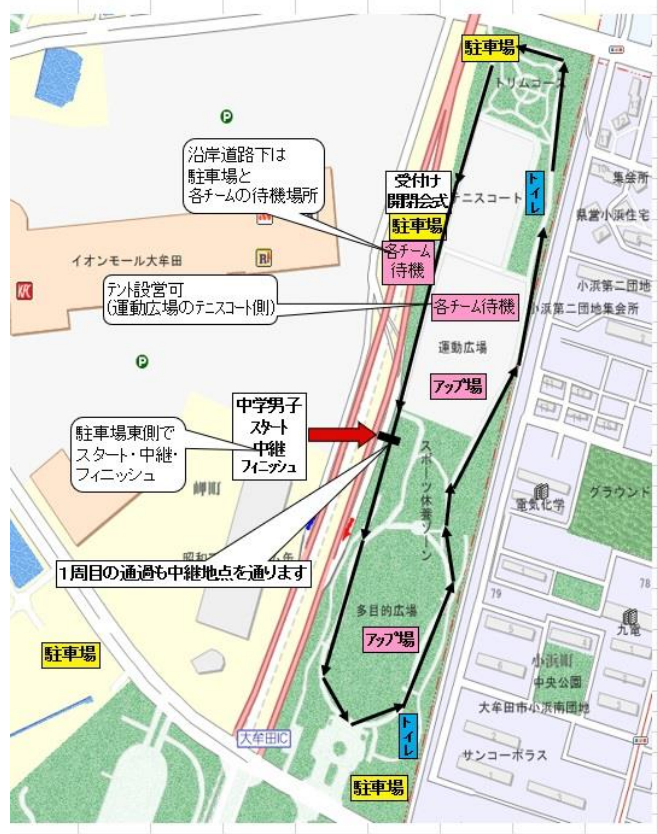 駐車場
トリムコース
P
沿岸道路下は
駐車場と
各チームの待機場所
受付け
開閉会式
駐車場
テニスコート
トイレ
集会所
県営小浜住宅
各チーム
待機
イオンモール大牟田
R
KFC
テント設営可
(運動広場のテニスコート側)
各チーム待機
小浜第二団地
小浜第二団地集会所
運動広場
P
アップ場
中学男子
スタート
中継
フィニッシュ
駐車場東側で
スタート・中継・
フィニッシュ
スポーツ休養ゾーン
岬町
グラウンド
電気化学
1周目の通過も中継地点を通ります
79
78
多目的広場
アップ場
九電
駐車場
小浜町
中央公園
大牟田市小浜南団地
大牟田IC
トイレ
サンコーポラス
駐車場